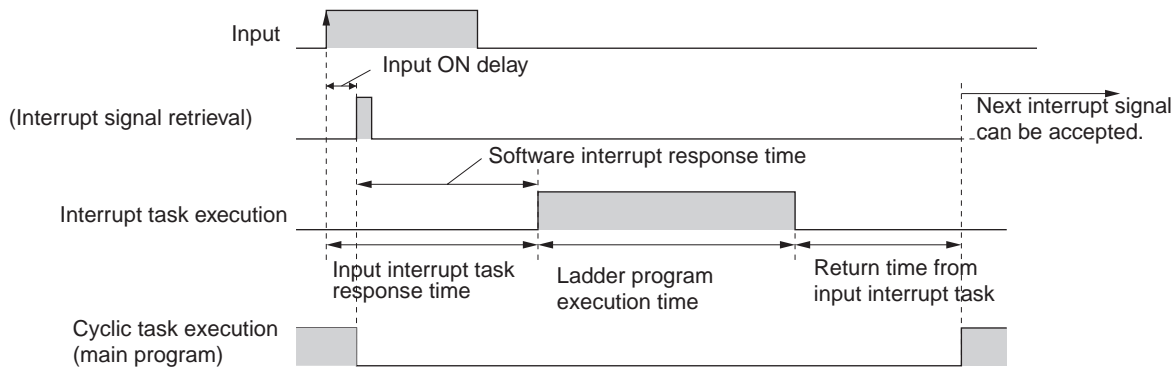 Input
Input ON delay
(Interrupt signal retrieval)
Next interrupt signal
can be accepted.
Software interrupt response time
Interrupt task execution
Input interrupt task
response time
Ladder program
execution time
Return time from
input interrupt task
Cyclic task execution
(main program)